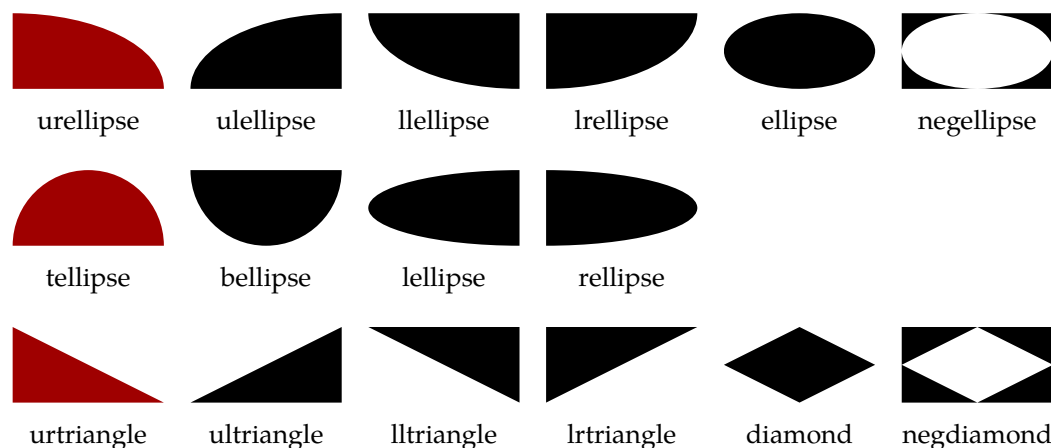 urellipse ulellipse llellipse lrellipse ellipse negellipse
tellipse bellipse lellipse rellipse
urtriangle ultriangle lltriangle lrtriangle diamond negdiamond